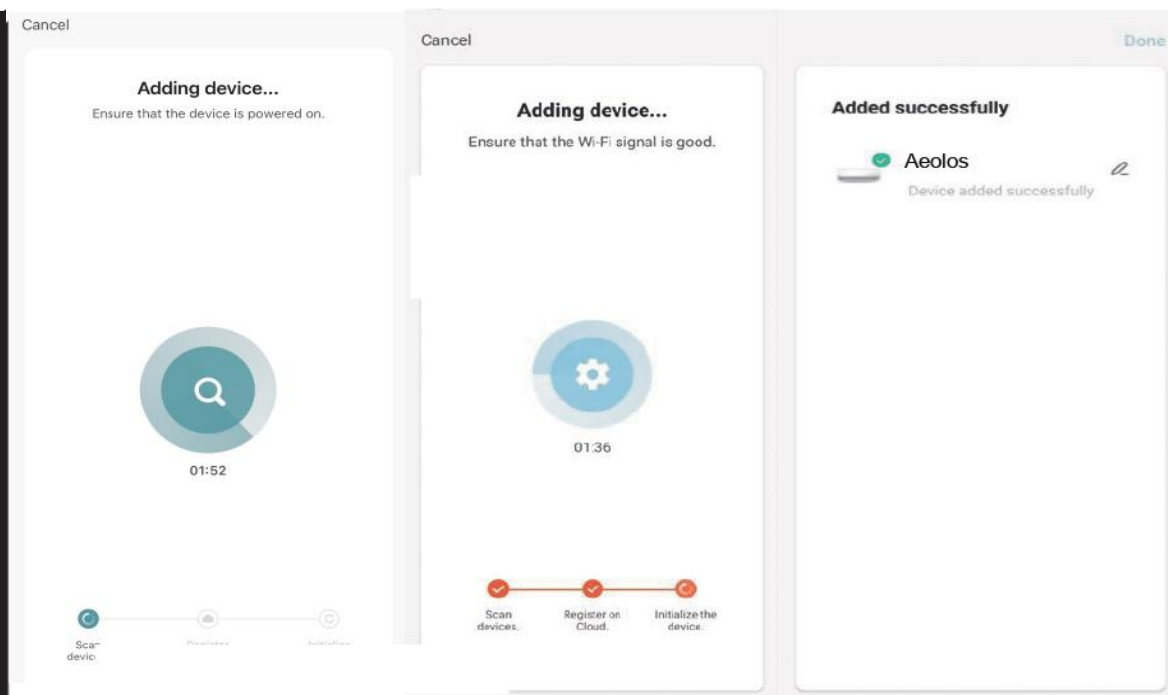 Cancel
Adding device...
Ensure that the device is powered on.
01:52
Scan
device
Cancel
Adding device...
Ensure that the Wi-Fi signal is good.
01:36
Scan
devices.
Register on
Cloud.
Initialize the
device.
Done
Added successfully
Aeolos
Device added successfully